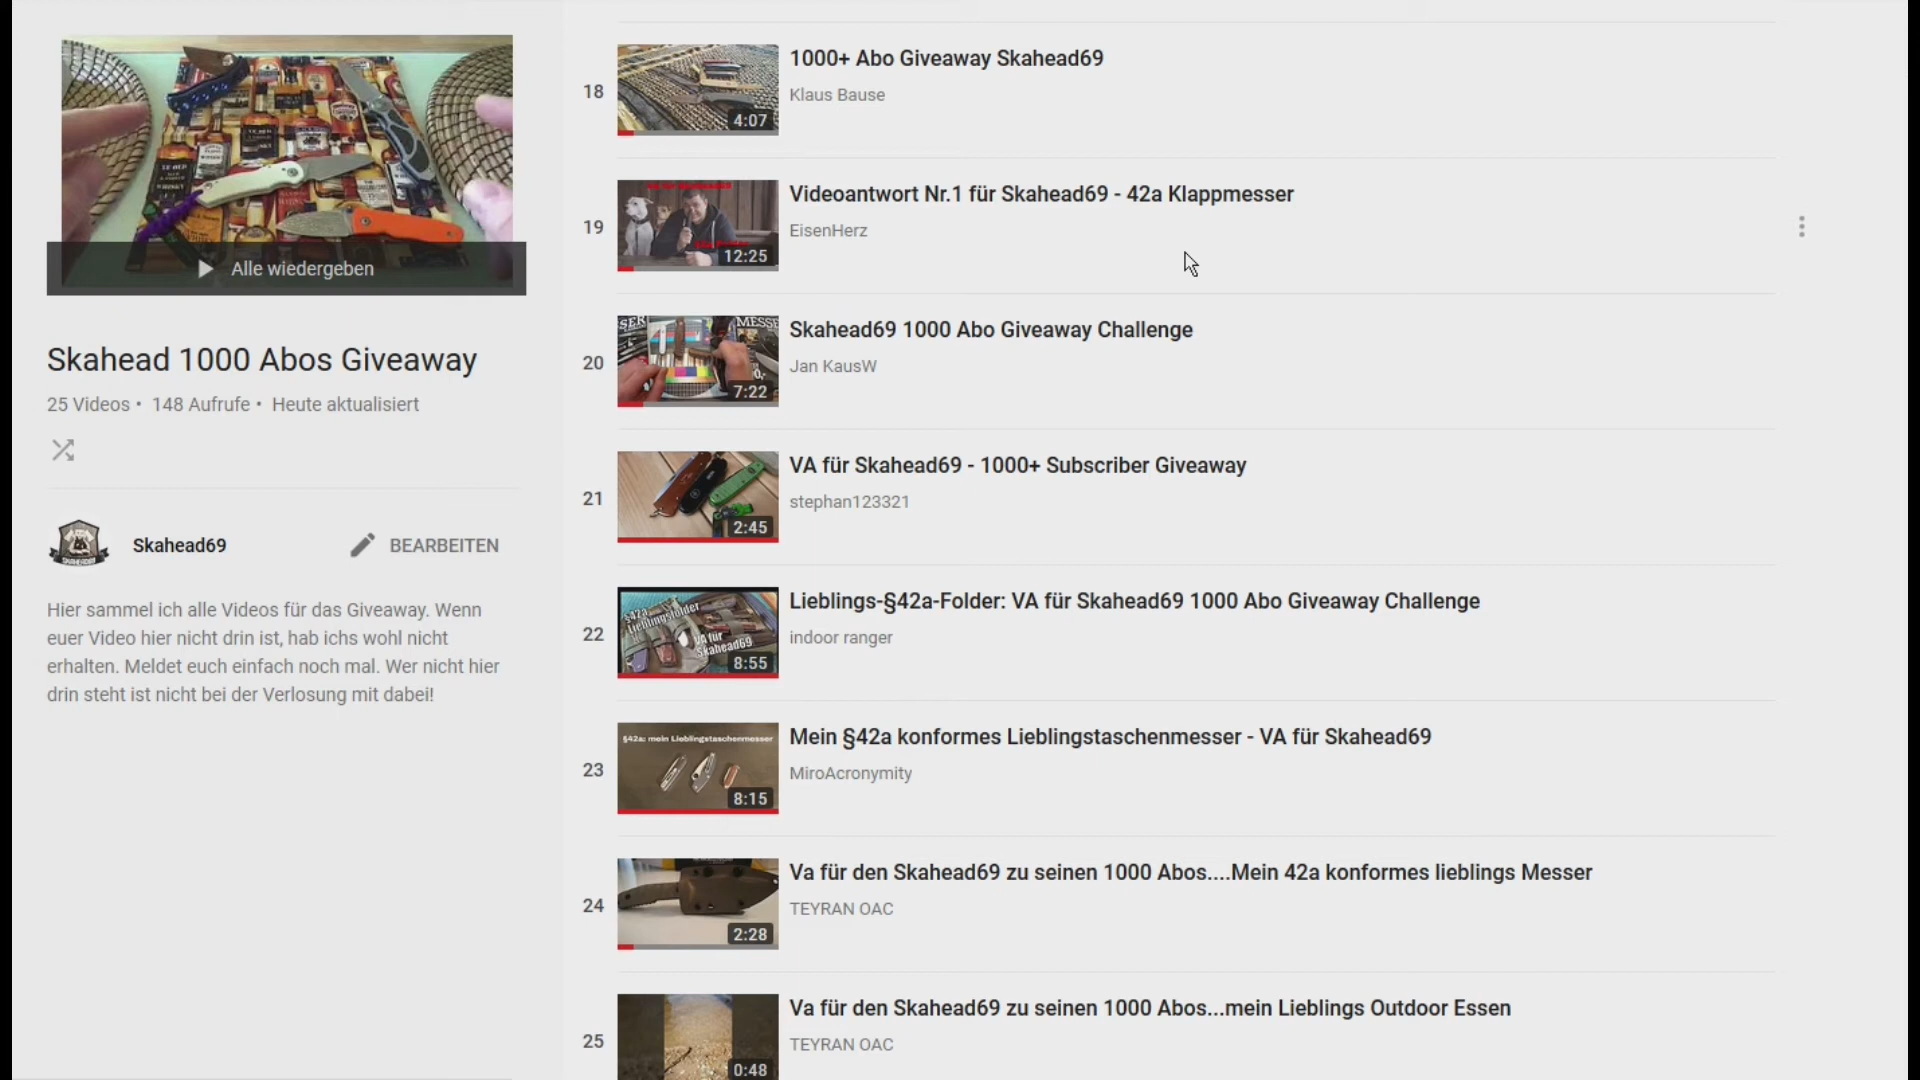 Alle wiedergeben
Skahead 1000 Abos Giveaway
25 Videos • 148 Aufrufe • Heute aktualisiert
Skahead69
BEARBEITEN
Hier sammel ich alle Videos für das Giveaway. Wenn
euer Video hier nicht drin ist, hab ichs wohl nicht
erhalten. Meldet euch einfach noch mal. Wer nicht hier
drin steht ist nicht bei der Verlosung mit dabei!
18
4:07
1000+ Abo Giveaway Skahead69
Klaus Bause
19
12:25
Videoantwort Nr.1 für Skahead69 - 42a Klappmesser
EisenHerz
20
7:22
Skahead69 1000 Abo Giveaway Challenge
Jan KausW
21
2:45
VA für Skahead69 - 1000+ Subscriber Giveaway
stephan123321
22
§42a
Lieblingsfolder
VA für
Skahead69
8:55
Lieblings-§42a-Folder: VA für Skahead69 1000 Abo Giveaway Challenge
indoor ranger
23
§42a: mein Lieblingstaschenmesser
8:15
Mein §42a konformes Lieblingstaschenmesser - VA für Skahead69
MiroAcronymity
24
2:28
Va für den Skahead69 zu seinen 1000 Abos....Mein 42a konformes lieblings Messer
TEYRAN OAC
25
0:48
Va für den Skahead69 zu seinen 1000 Abos...mein Lieblings Outdoor Essen
TEYRAN OAC